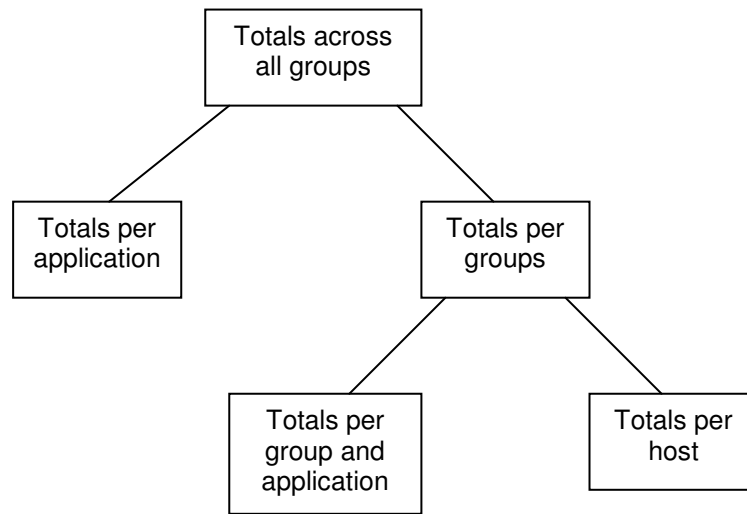 Totals across
all groups
Totals per
application
Totals per
groups
Totals per
group and
application
Totals per
host